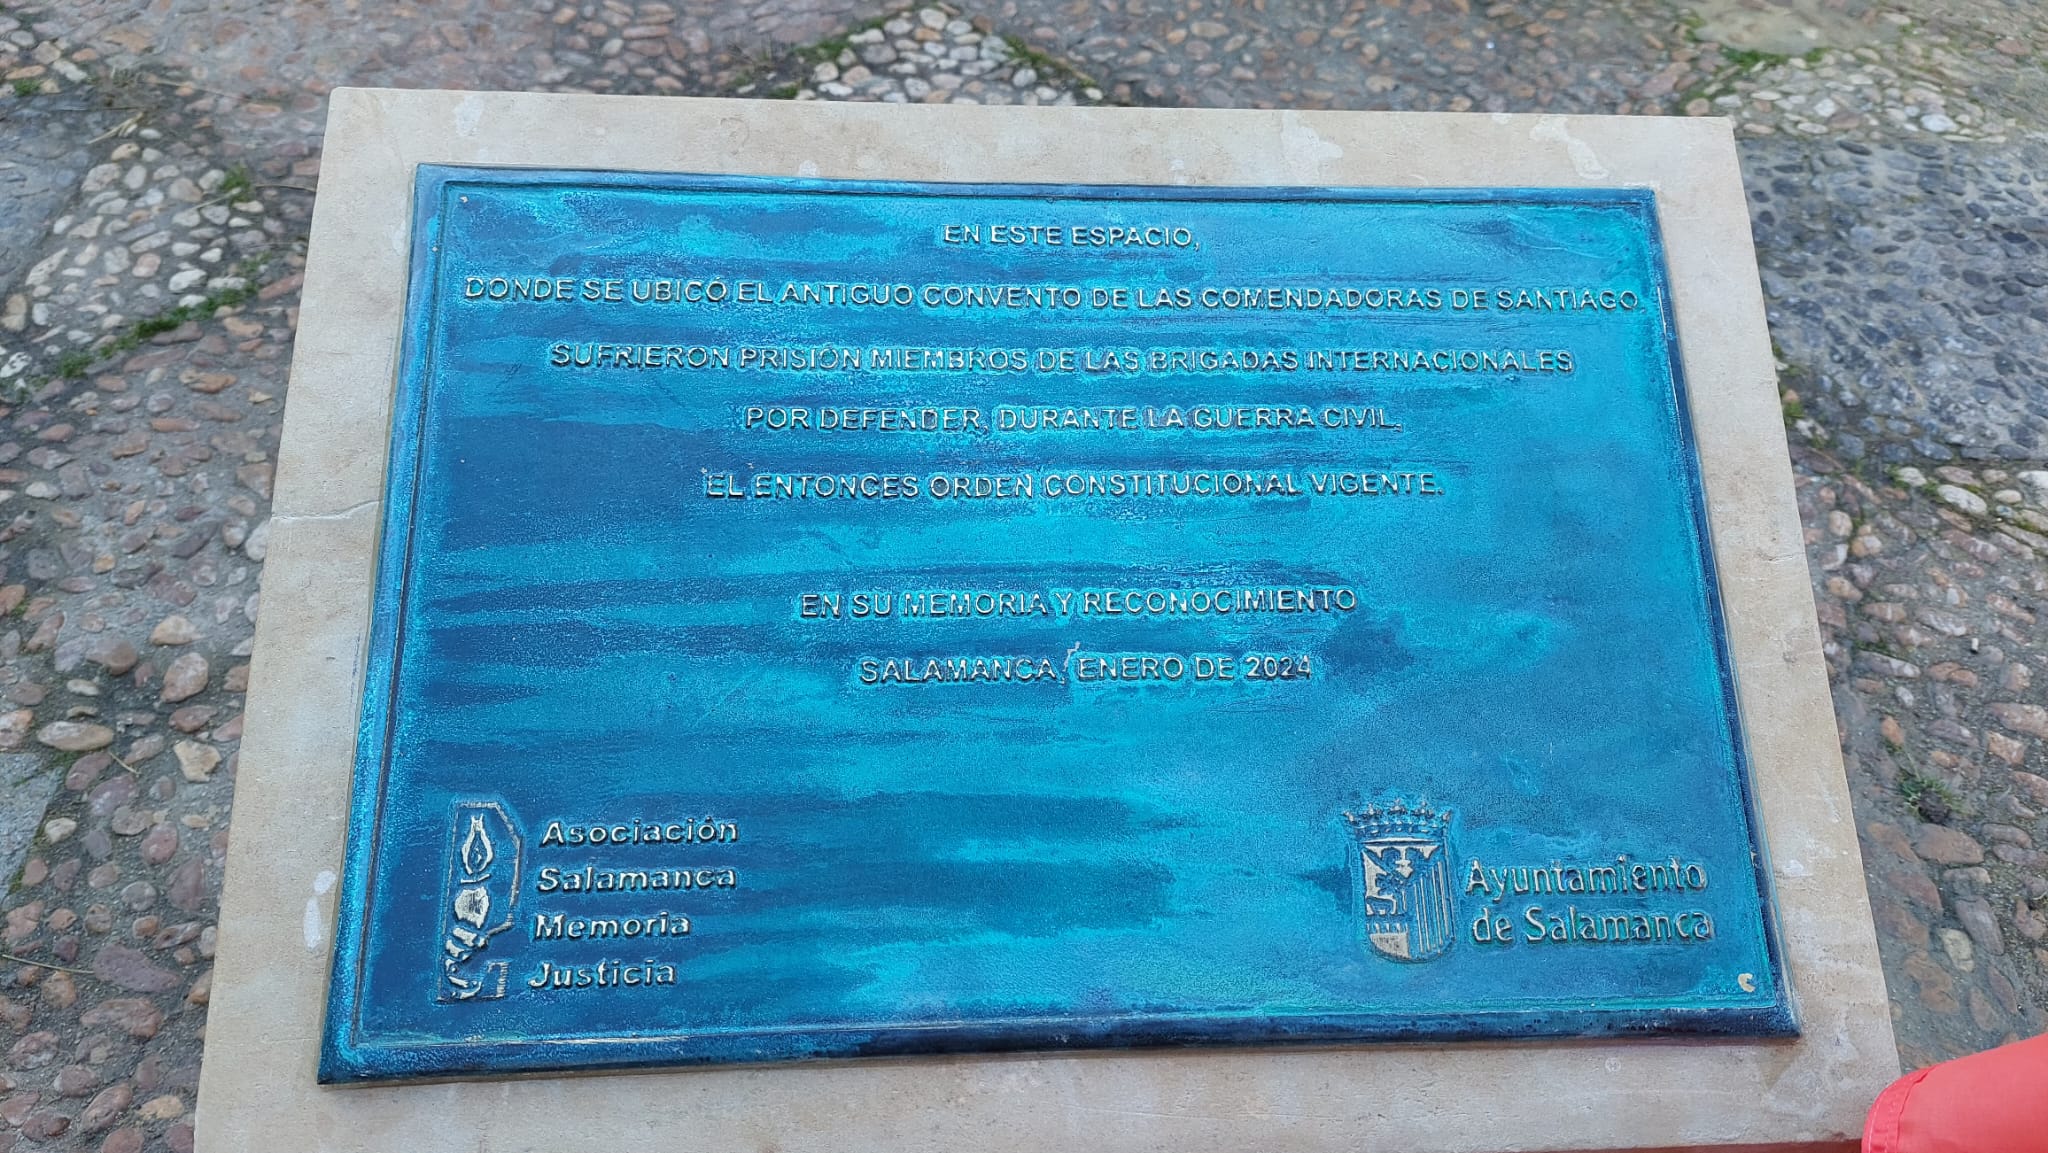 EN ESTE ESPACIO,
DONDE SE UBICÓ EL ANTIGUO CONVENTO DE LAS COMENDADORAS DE SANTIAGO,
SUFRIERON PRISIÓN MIEMBROS DE LAS BRIGADAS INTERNACIONALES
POR DEFENDER, DURANTE LA GUERRA CIVIL,
EL ENTONCES ORDEN CONSTITUCIONAL VIGENTE.
EN SU MEMORIA Y RECONOCIMIENTO
SALAMANCA, ENERO DE 2024
Asociación
Salamanca
Memoria
Justicia
Ayuntamiento
de Salamanca